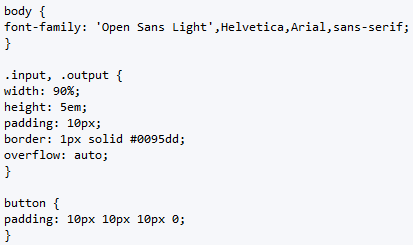 body {
font-family: 'Open Sans Light',Helvetica,Arial,sans-serif;
}
.input, .output {
width: 90%;
height: 5em;
padding: 10px;
border: 1px solid #0095dd;
overflow: auto;
}
button {
padding: 10px 10px 10px 0;
}